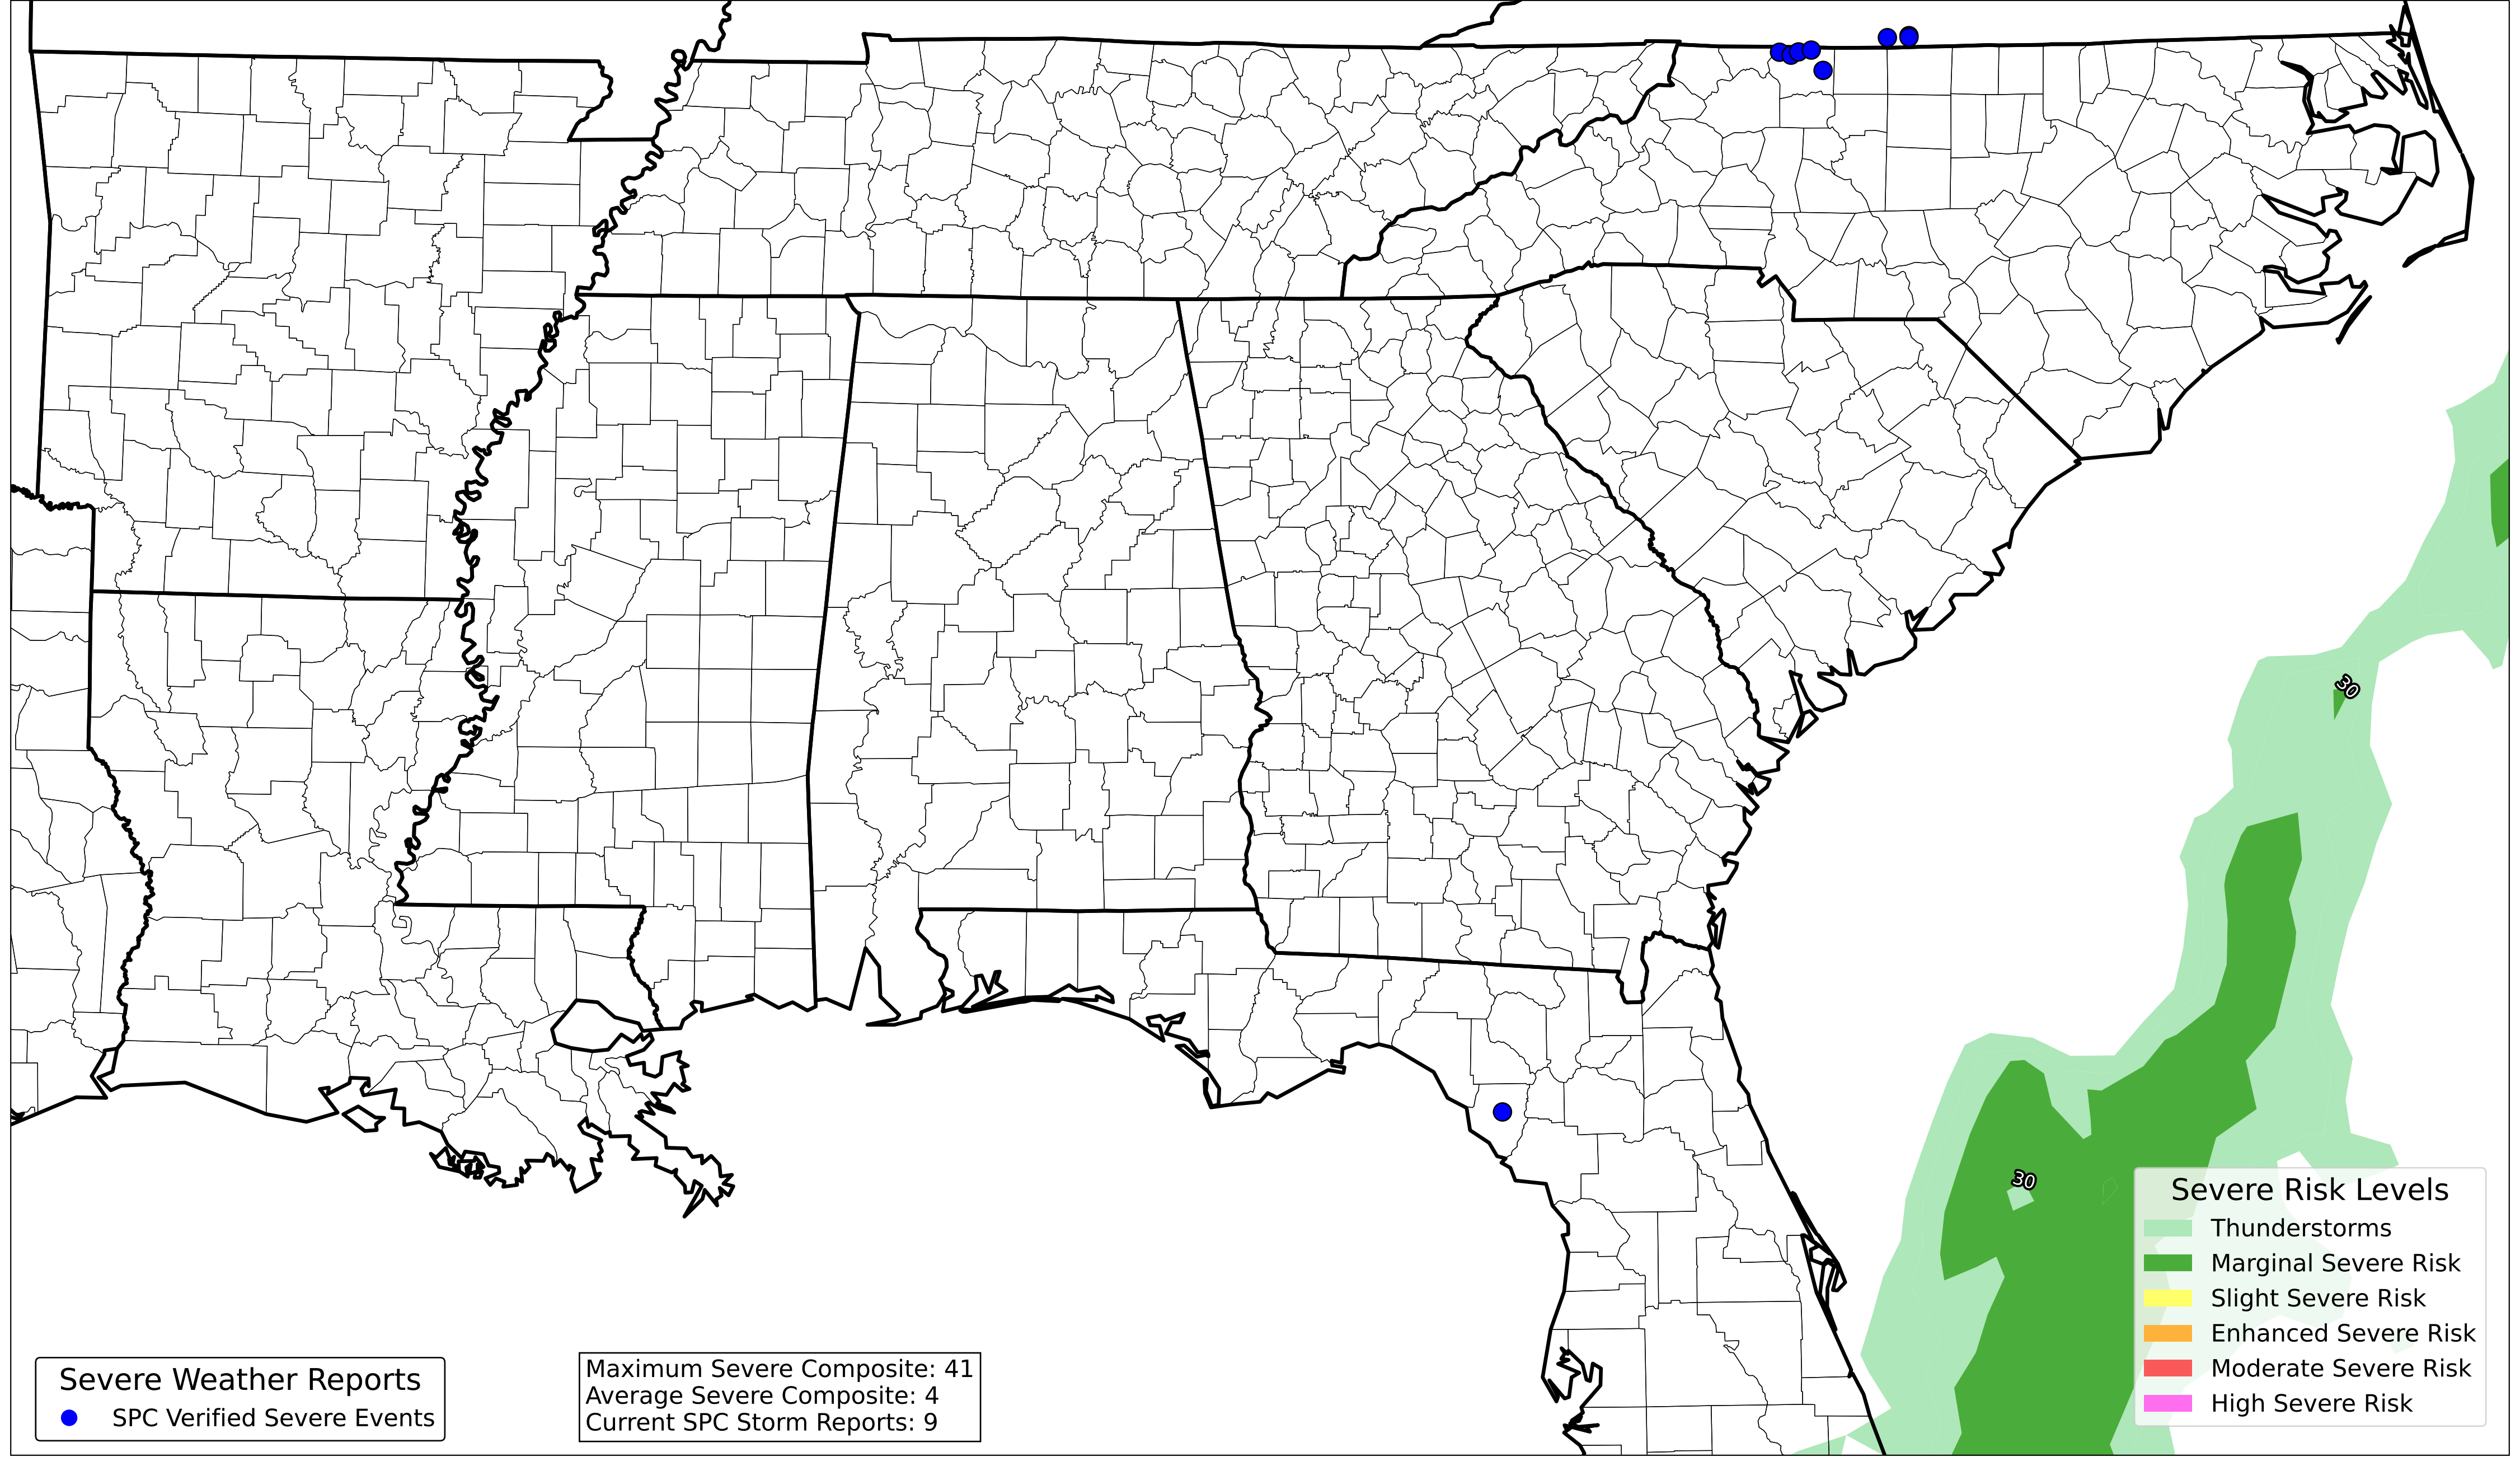 30
30
Severe Risk Levels
Thunderstorms
Marginal Severe Risk
Slight Severe Risk
Enhanced Severe Risk
Moderate Severe Risk
High Severe Risk
Severe Weather Reports
SPC Verified Severe Events
Maximum Severe Composite: 41
Average Severe Composite: 4
Current SPC Storm Reports: 9